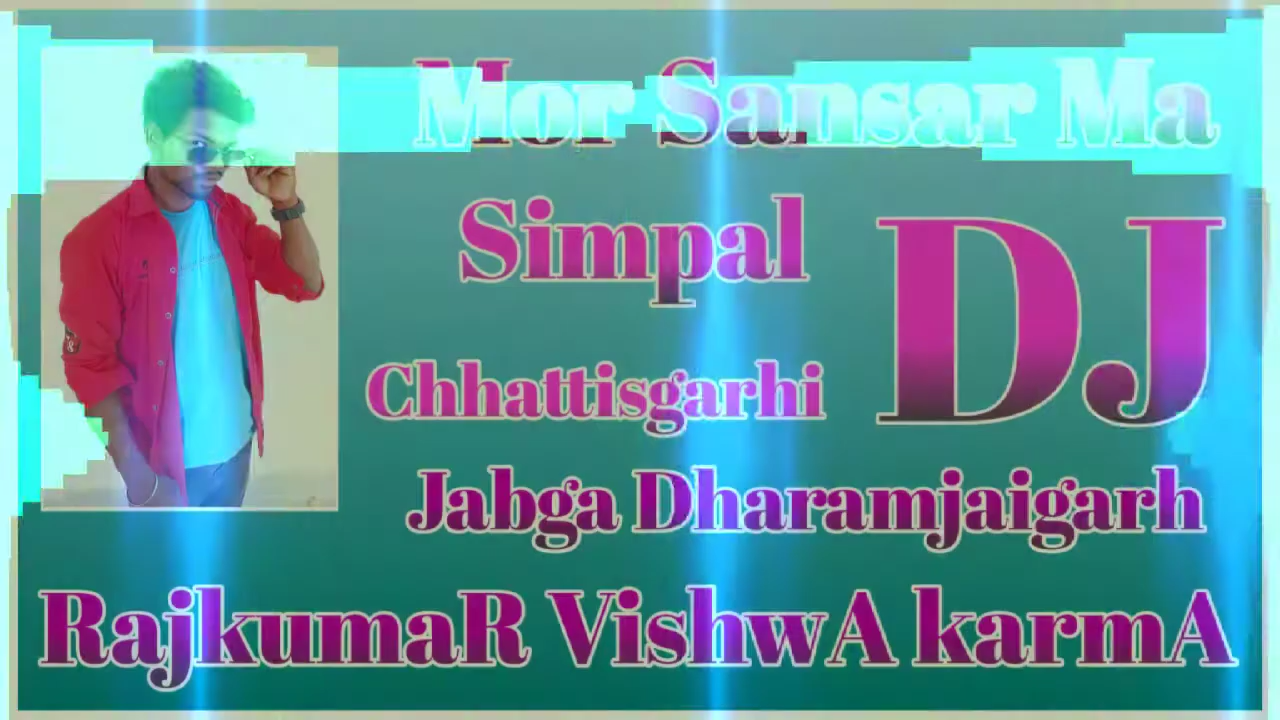 Mor Sansar Ma
Simpal
DJ
Chhattisgarhi
Jabga Dharamjaigarh
RajkumaR VishwA karmA